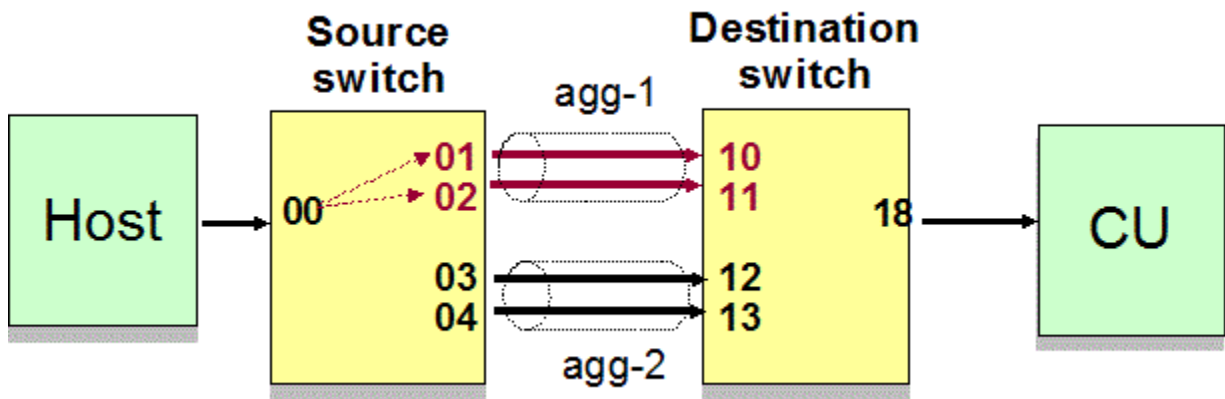 Source
switch
Destination
switch
agg-1
Host
00
01
02
03
04
10
11
12
13
18
CU
agg-2